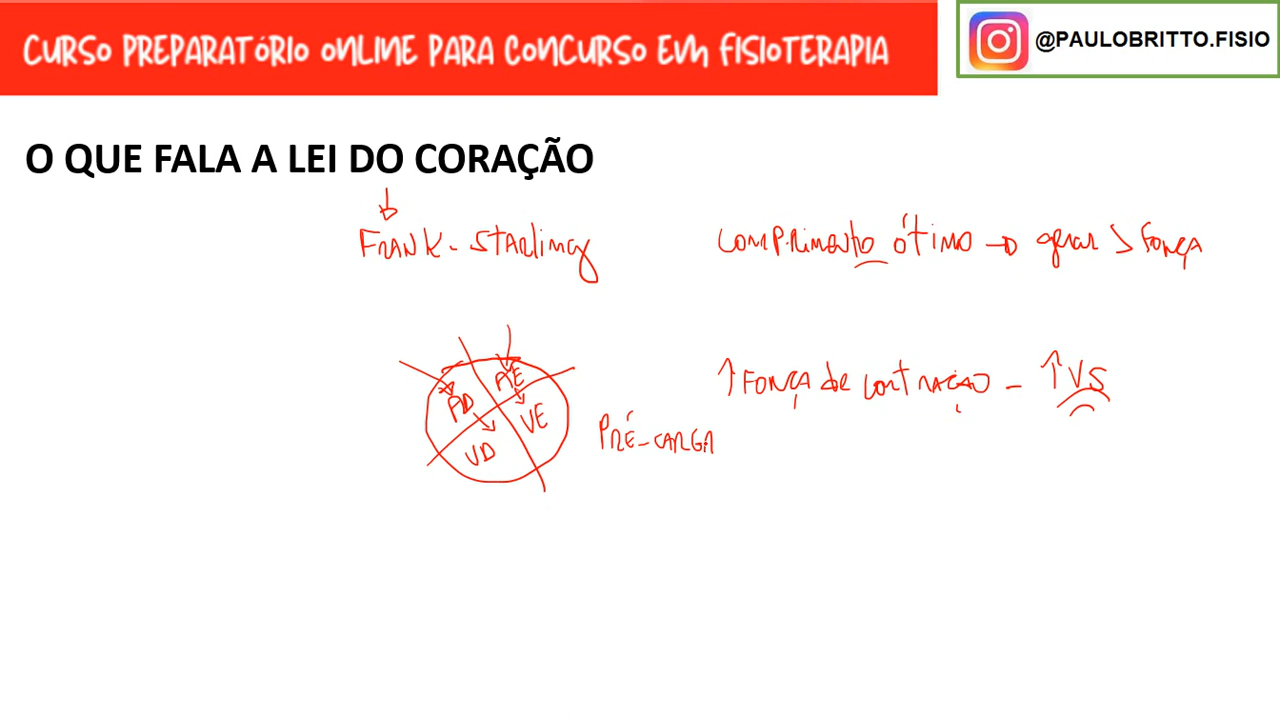 CURSO PREPARATÓRIO ONLINE PARA CONCURSO EM FISIOTERAPIA
@PAULOBRITTO.FISIO
O QUE FALA A LEI DO CORAÇÃO
FRANK - STARLING
COMPRIMENTO ÓTIMO → gerar > FORÇA
AD
AE
VD
VE
PRÉ-CARGA
↑ FORÇA de contração - ↑ VS